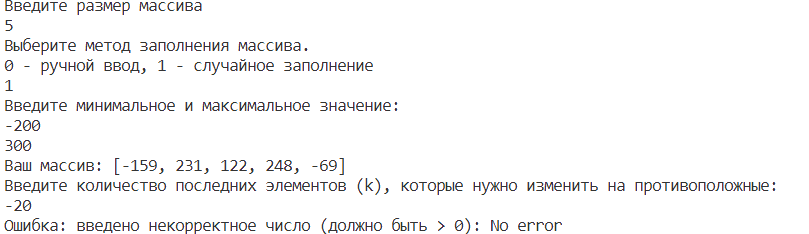 Введите размер массива
5
Выберите метод заполнения массива.
0 - ручной ввод, 1 - случайное заполнение
1
Введите минимальное и максимальное значение:
-200
300
Ваш массив: [-159, 231, 122, 248, -69]
Введите количество последних элементов (k), которые нужно изменить на противоположные:
-20
Ошибка: введено некорректное число (должно быть > 0): No error